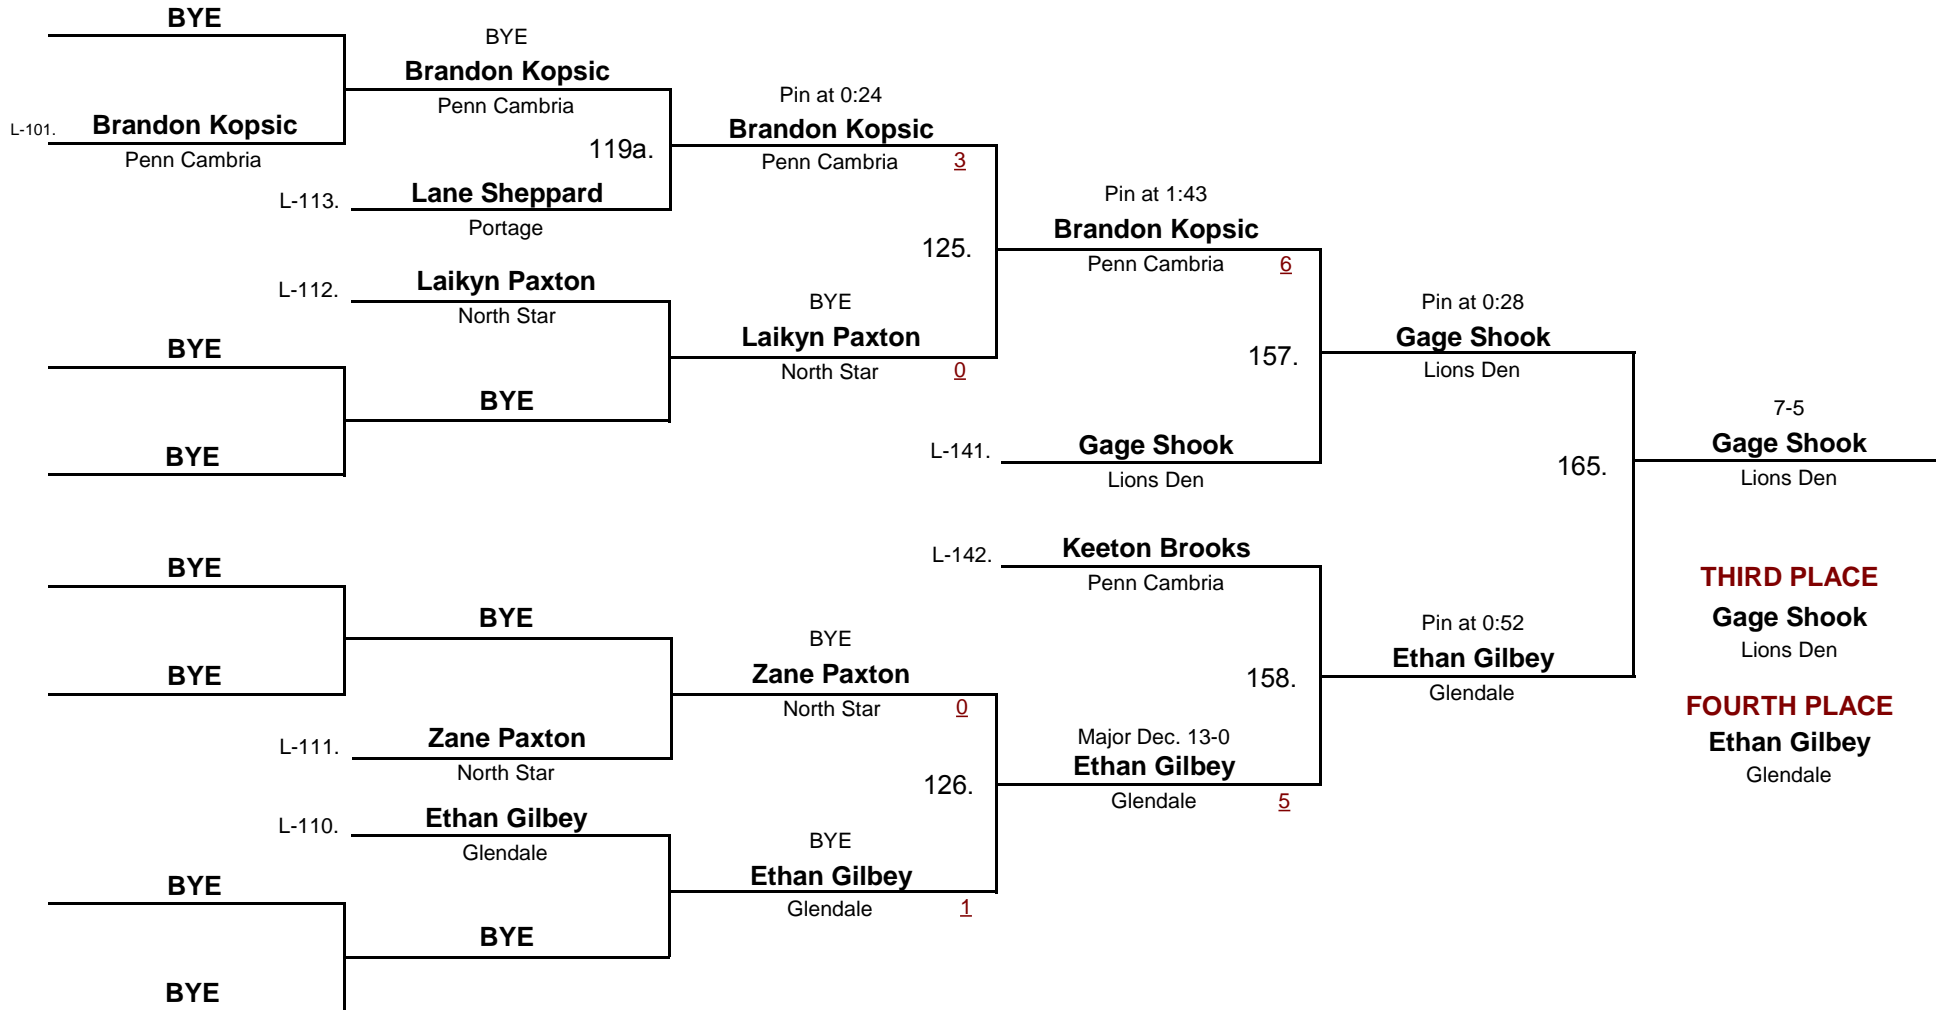 BYE
BYE
Brandon Kopsic
Penn Cambria
L-101.
Brandon Kopsic
Penn Cambria
119a.
L-113.
Lane Sheppard
Portage
Pin at 0:24
Brandon Kopsic
Penn Cambria
3
125.
L-112.
Laikyn Paxton
North Star
BYE
Laikyn Paxton
North Star
0
BYE
BYE
BYE
Pin at 1:43
Brandon Kopsic
Penn Cambria
6
157.
L-141.
Gage Shook
Lions Den
Pin at 0:28
Gage Shook
Lions Den
165.
7-5
Gage Shook
Lions Den
BYE
BYE
BYE
BYE
Zane Paxton
North Star
0
L-111.
Zane Paxton
North Star
126.
L-110.
Ethan Gilbey
Glendale
BYE
Ethan Gilbey
Glendale
1
BYE
BYE
BYE
L-142.
Keeton Brooks
Penn Cambria
158.
Major Dec. 13-0
Ethan Gilbey
Glendale
5
Pin at 0:52
Ethan Gilbey
Glendale
THIRD PLACE
Gage Shook
Lions Den
FOURTH PLACE
Ethan Gilbey
Glendale